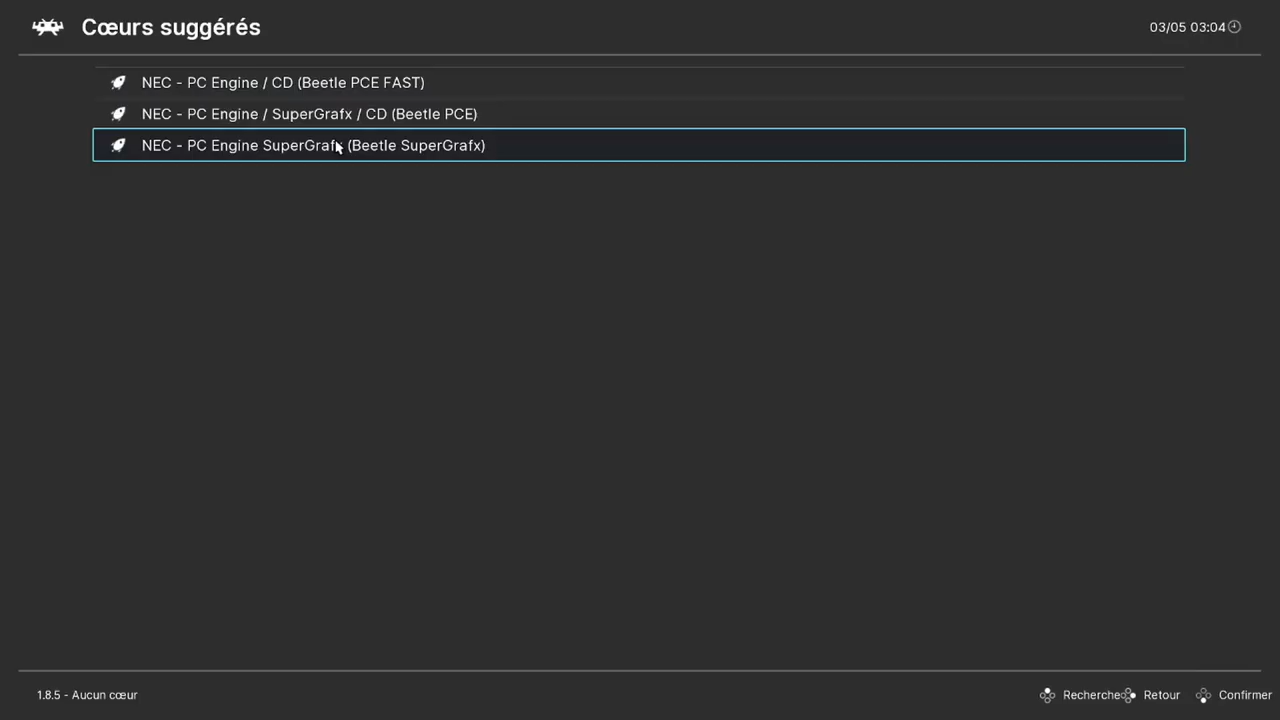 Cœurs suggérés
03/05 03:04
NEC - PC Engine / CD (Beetle PCE FAST)
NEC - PC Engine / SuperGrafx / CD (Beetle PCE)
NEC - PC Engine SuperGrafx (Beetle SuperGrafx)
1.8.5 - Aucun cœur
Recherche
Retour
Confirmer